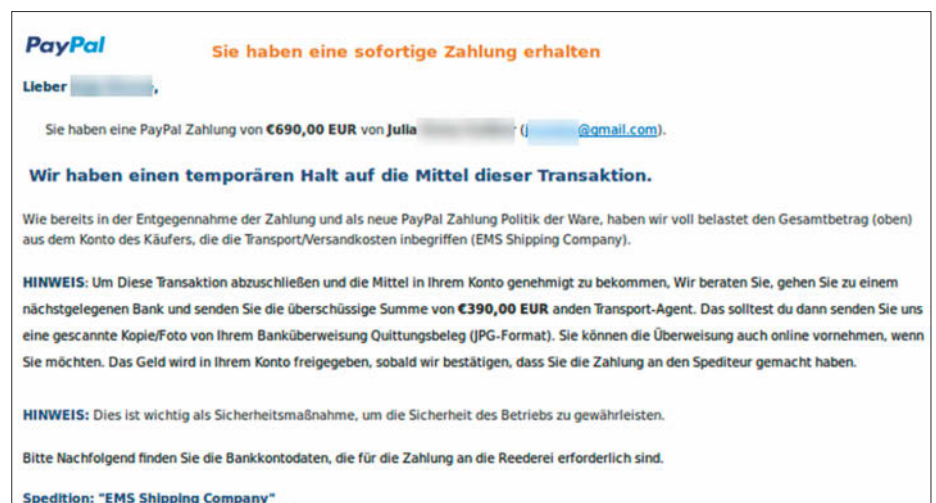 PayPal
Sie haben eine sofortige Zahlung erhalten
Lieber ,
Sie haben eine PayPal Zahlung von €690,00 EUR von Julia (j @gmail.com).
Wir haben einen temporären Halt auf die Mittel dieser Transaktion.
Wie bereits in der Entgegennahme der Zahlung und als neue PayPal Zahlung Politik der Ware, haben wir voll belastet den Gesamtbetrag (oben)
aus dem Konto des Käufers, die die Transport/Versandkosten inbegriffen (EMS Shipping Company).
HINWEIS: Um Diese Transaktion abzuschließen und die Mittel in Ihrem Konto genehmigt zu bekommen, Wir beraten Sie, gehen Sie zu einem
nächstgelegenen Bank und senden Sie die überschüssige Summe von €390,00 EUR anden Transport-Agent. Das solltest du dann senden Sie uns
eine gescannte Kopie/Foto von Ihrem Banküberweisung Quittungsbeleg (JPG-Format). Sie können die Überweisung auch online vornehmen, wenn
Sie möchten. Das Geld wird in Ihrem Konto freigegeben, sobald wir bestätigen, dass Sie die Zahlung an den Spediteur gemacht haben.
HINWEIS: Dies ist wichtig als Sicherheitsmaßnahme, um die Sicherheit des Betriebs zu gewährleisten.
Bitte Nachfolgend finden Sie die Bankkontodaten, die für die Zahlung an die Reederei erforderlich sind.
Spedition: "EMS Shipping Company"